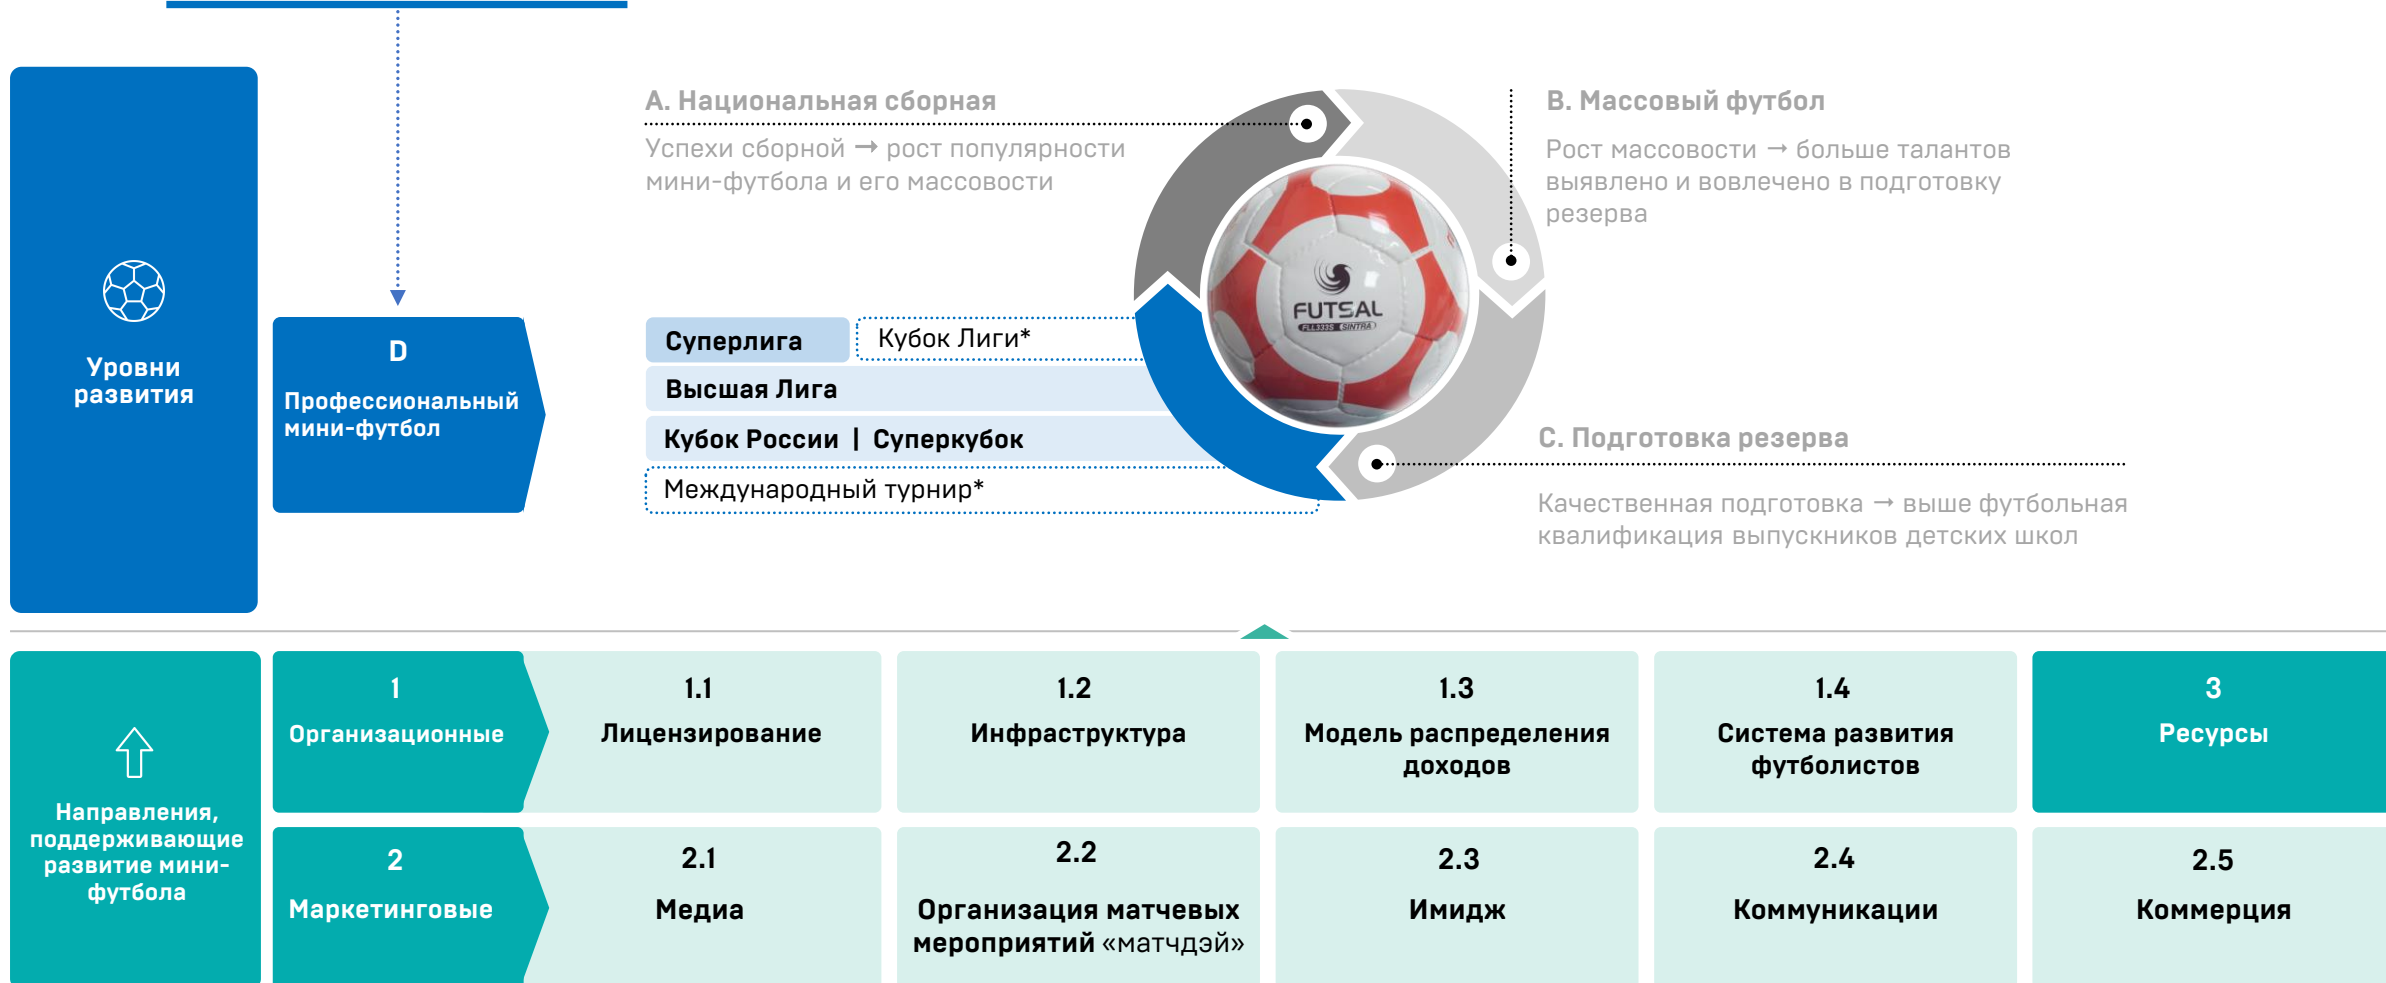 A. Национальная сборная
Успехи сборной → рост популярности
мини-футбола и его массовости
B. Массовый футбол
Рост массовости → больше талантов
выявлено и вовлечено в подготовку
резерва
FUTSAL
FLL333S SINTRA
Уровни
развития
D
Профессиональный
мини-футбол
Суперлига
Кубок Лиги*
Высшая Лига
Кубок России | Суперкубок
Международный турнир*
C. Подготовка резерва
Качественная подготовка → выше футбольная
квалификация выпускников детских школ
Направления,
поддерживающие
развитие мини-
футбола
1
Организационные
1.1
Лицензирование
1.2
Инфраструктура
1.3
Модель распределения
доходов
1.4
Система развития
футболистов
3
Ресурсы
2
Маркетинговые
2.1
Медиа
2.2
Организация матчевых
мероприятий «матчдэй»
2.3
Имидж
2.4
Коммуникации
2.5
Коммерция